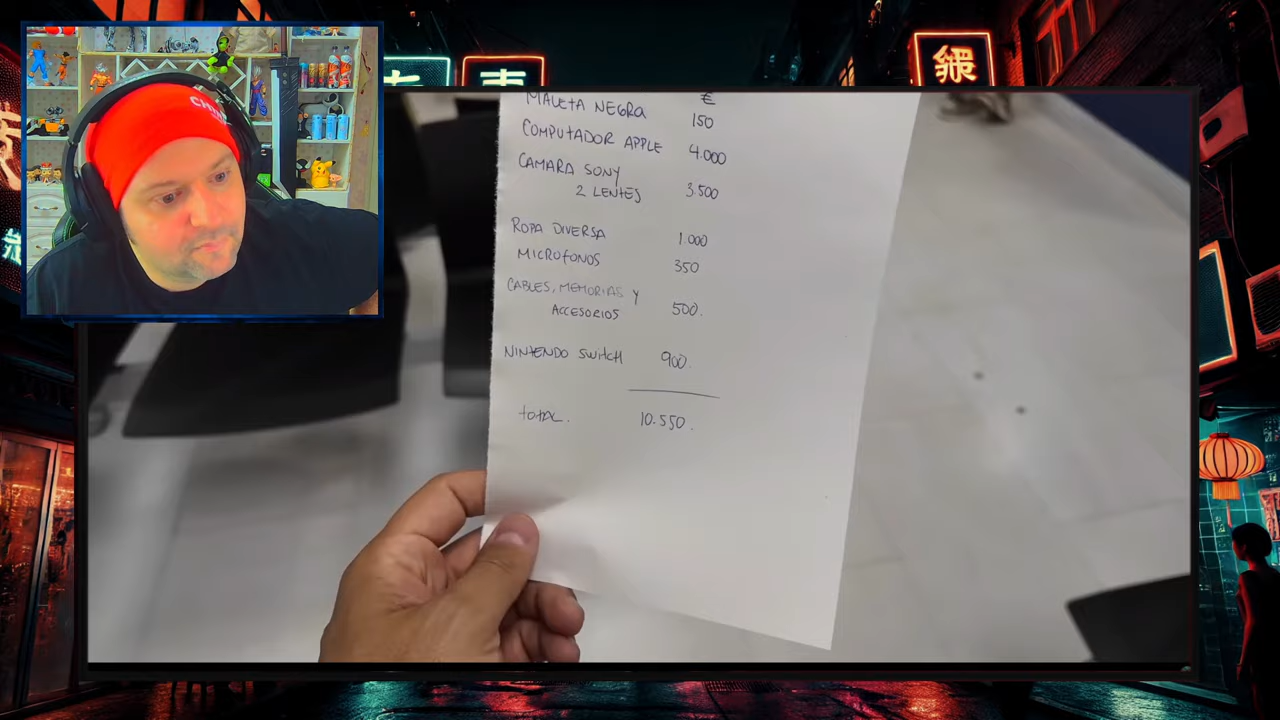 MALETA NEGRA €
150
COMPUTADOR APPLE 4.000
CAMARA SONY
2 LENTES 3.500
ROPA DIVERSA 1.000
MICROFONOS 350
CABLES, MEMORIAS Y
ACCESORIOS 500.
NINTENDO SWITCH 900.
TOTAL. 10.550.